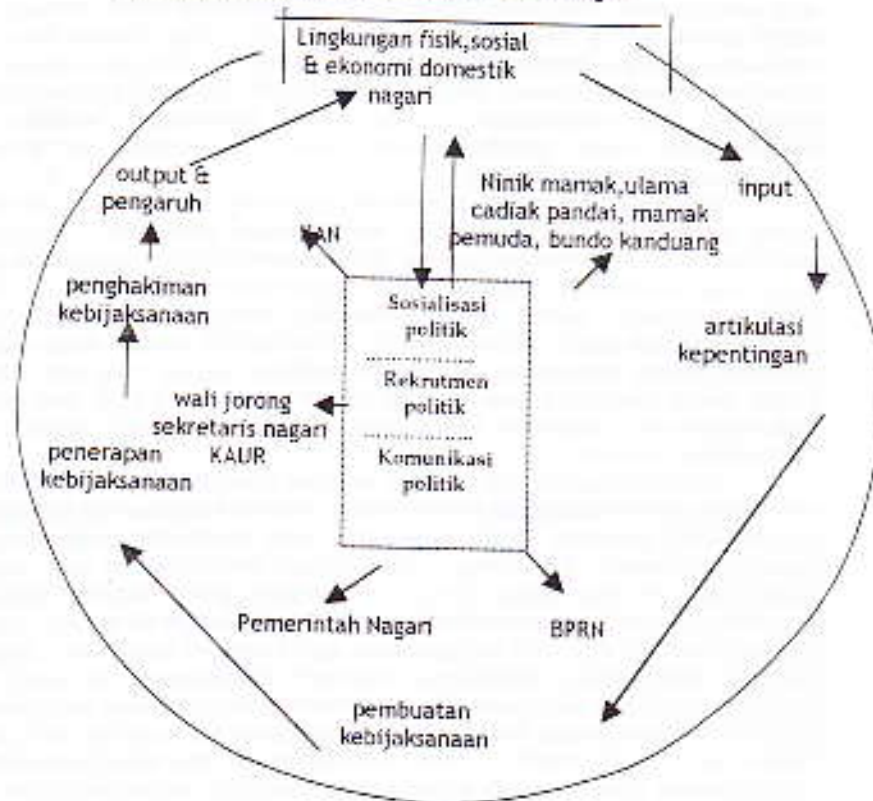 Lingkungan fisik,sosial
& ekonomi domestik
nagari
output &
pengaruh
Ninik mamak,ulama
cadiak pandai, mamak
pemuda, bundo kanduang
input
KAN
penghakiman
kebijaksanaan
Sosialisasi
politik
artikulasi
kepentingan
Rekrutmen
politik
wali jorong
sekretaris nagari
KAUR
penerapan
kebijaksanaan
Komunikasi
politik
Pemerintah Nagari
BPRN
pembuatan
kebijaksanaan